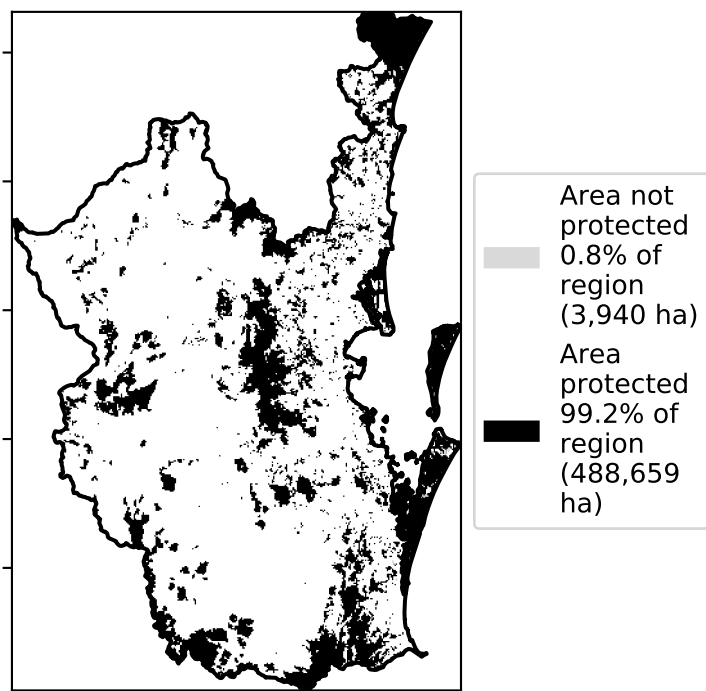 Area not
protected
0.8% of
region
(3,940 ha)
Area
protected
99.2% of
region
(488,659
ha)